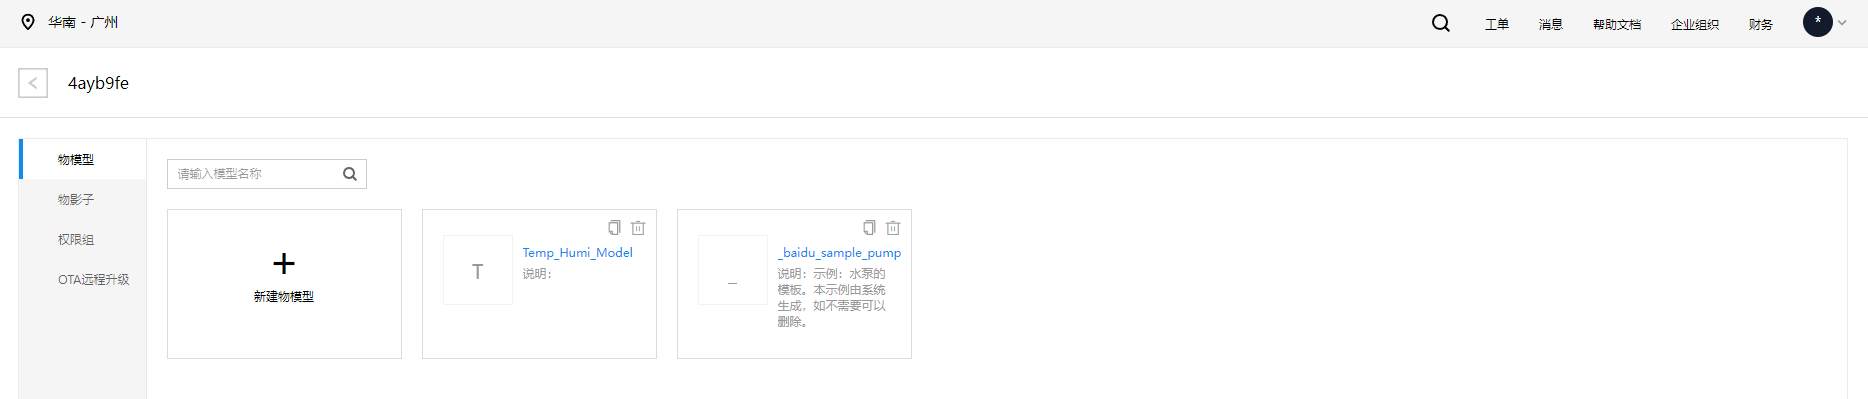 华南 - 广州
工单 消息 帮助文档 企业组织 财务 *
4ayb9fe
物模型
物影子
权限组
OTA远程升级
请输入模型名称
新建物模型
T
Temp_Humi_Model
说明：
_
_baidu_sample_pump
说明：示例：水泵的
模板。本示例由系统
生成，如不需要可以
删除。